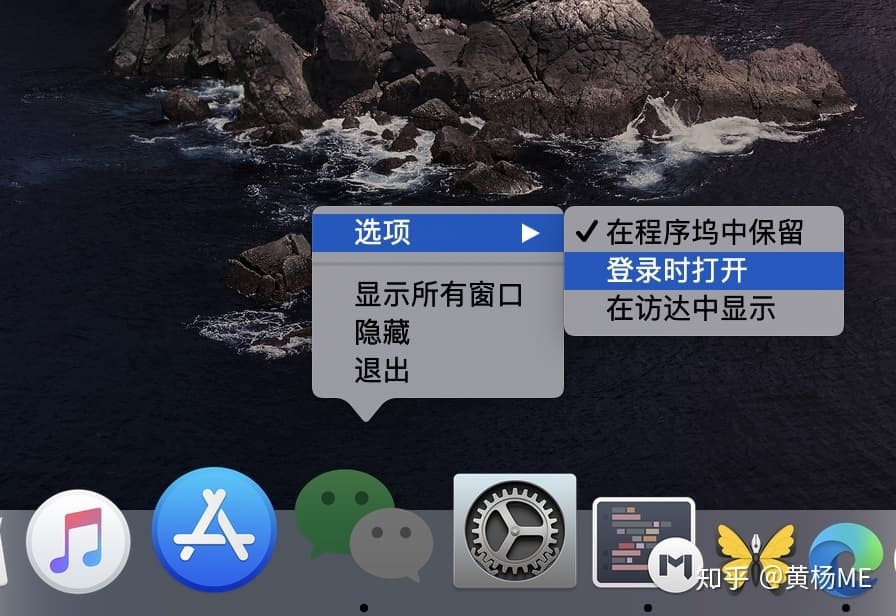 选项
显示所有窗口
隐藏
退出
在程序坞中保留
登录时打开
在访达中显示
知乎 @黄杨ME